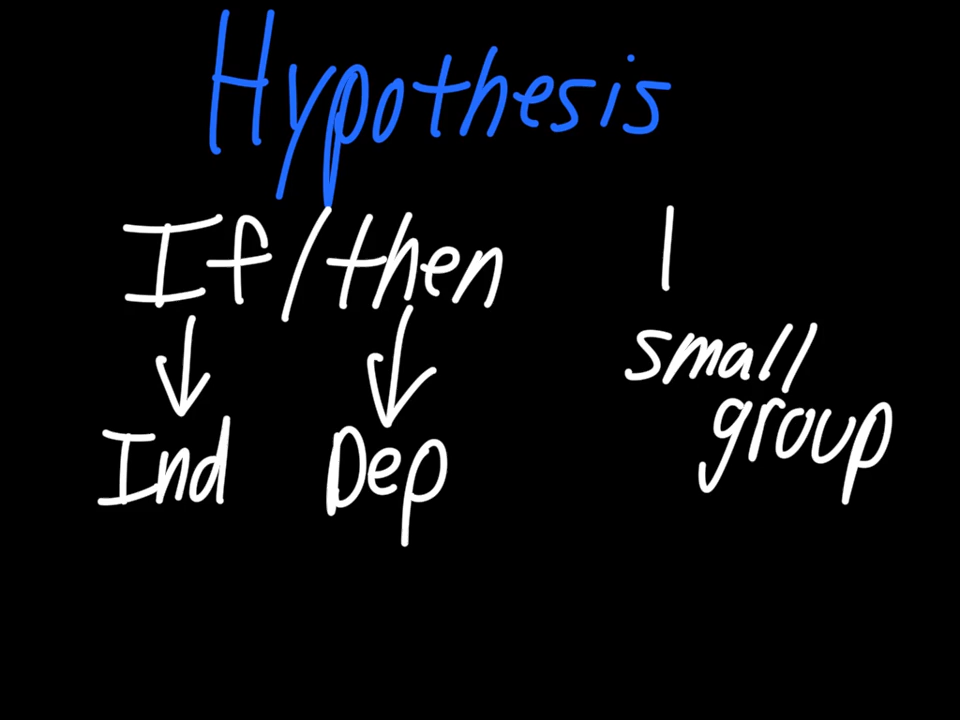 Hypothesis
If/then
Ind Dep
|
small
group